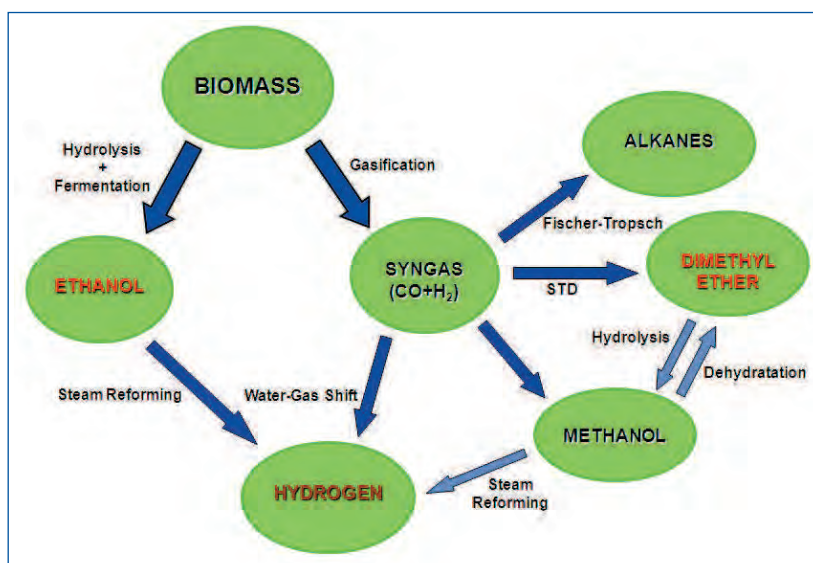 BIOMASS
Hydrolysis
+
Fermentation
Gasification
ALKANES
Fischer-Tropsch
ETHANOL
SYNGAS
(CO+H₂)
STD
DIMETHYL
ETHER
Hydrolysis
Dehydratation
Steam Reforming
Water-Gas Shift
METHANOL
HYDROGEN
Steam
Reforming